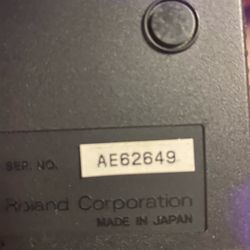 SER. NO. AE62649
Roland Corporation
MADE IN JAPAN